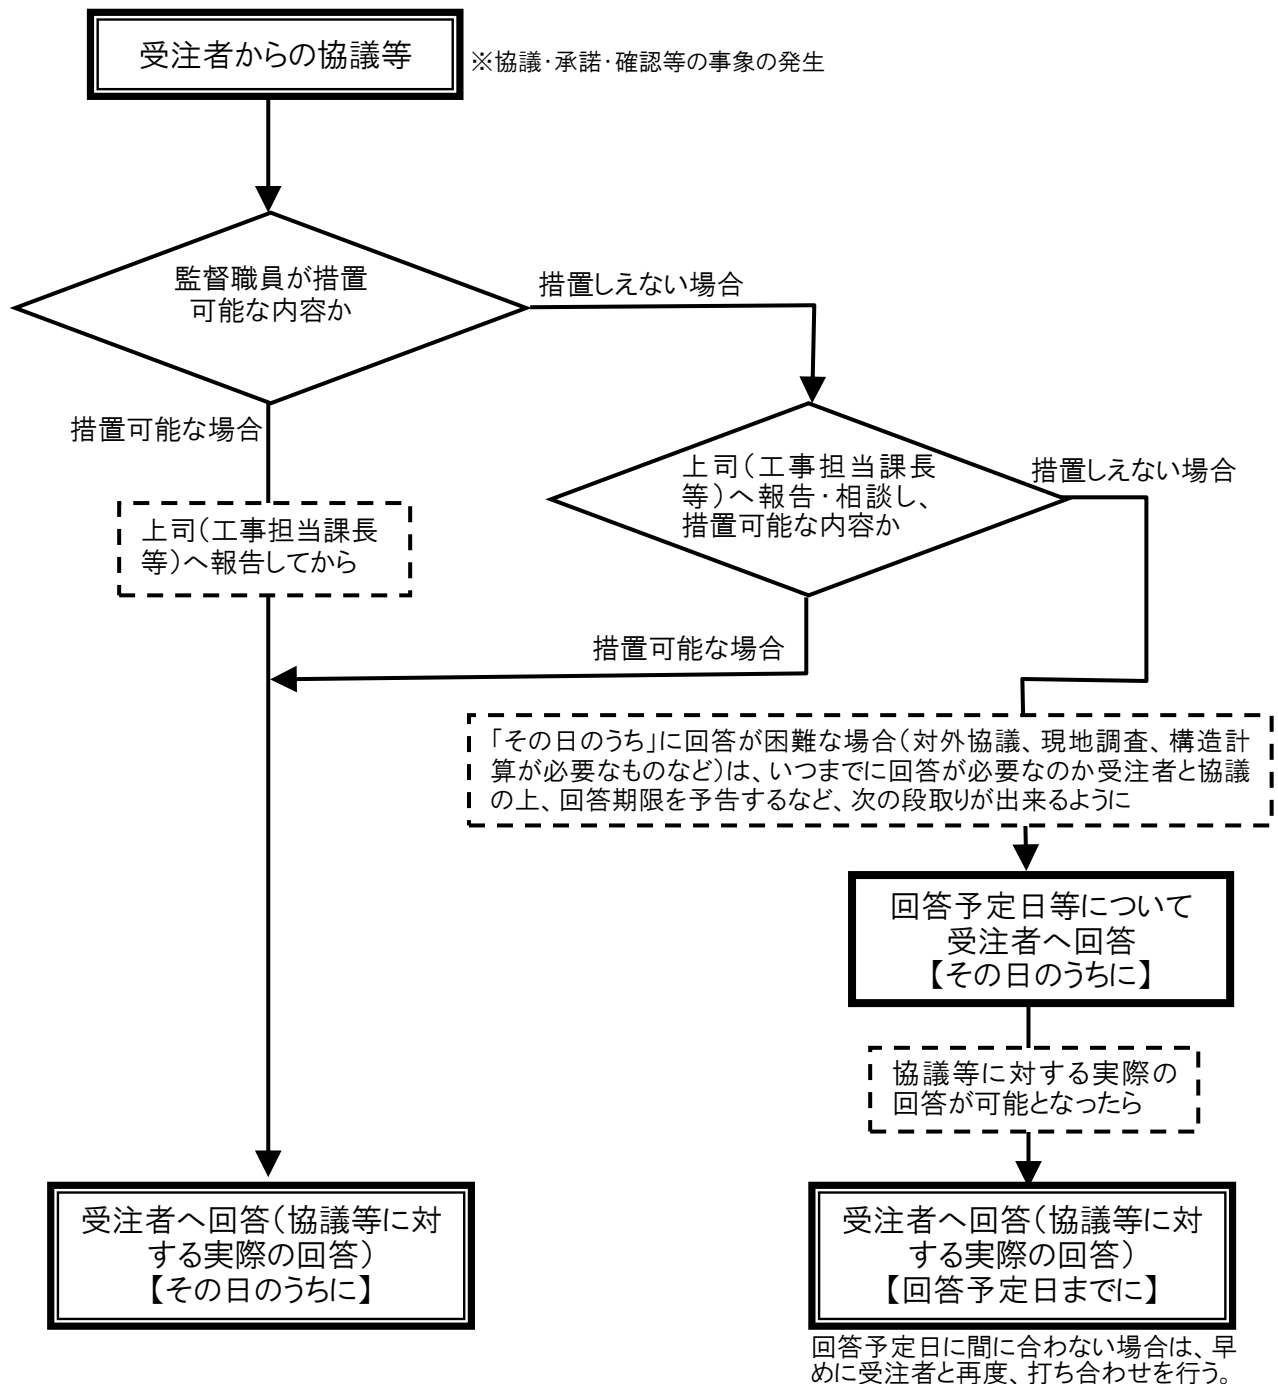 受注者からの協議等
※協議・承諾・確認等の事象の発生
監督職員が措置
可能な内容か
措置しえない場合
措置可能な場合
上司（工事担当課長
等）へ報告・相談し、
措置可能な内容か
措置しえない場合
上司（工事担当課長
等）へ報告してから
措置可能な場合
「その日のうち」に回答が困難な場合（対外協議、現地調査、構造計
算が必要なものなど）は、いつまでに回答が必要なのか受注者と協議
の上、回答期限を予告するなど、次の段取りが出来るように
回答予定日等について
受注者へ回答
【その日のうちに】
協議等に対する実際の
回答が可能となったら
受注者へ回答（協議等に対
する実際の回答）
【その日のうちに】
受注者へ回答（協議等に対
する実際の回答）
【回答予定日までに】
回答予定日に間に合わない場合は、早
めに受注者と再度、打ち合わせを行う。